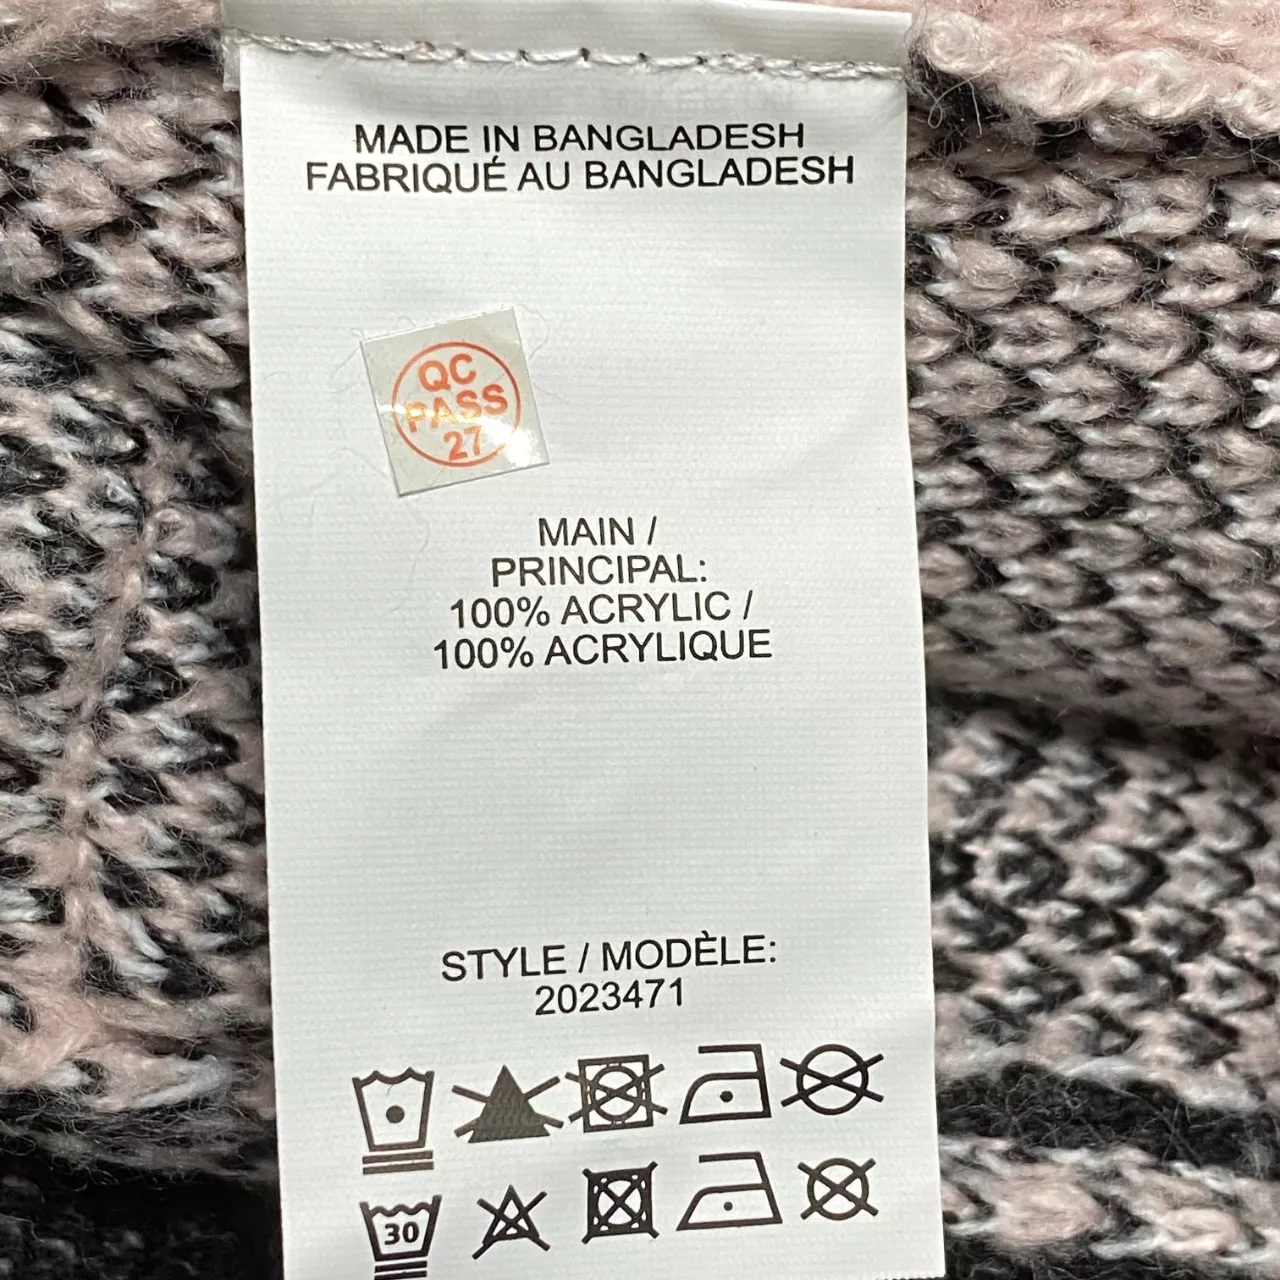 MADE IN BANGLADESH
FABRIQUÉ AU BANGLADESH
QC
PASS
27
MAIN /
PRINCIPAL:
100% ACRYLIC /
100% ACRYLIQUE
STYLE / MODÈLE:
2023471
30